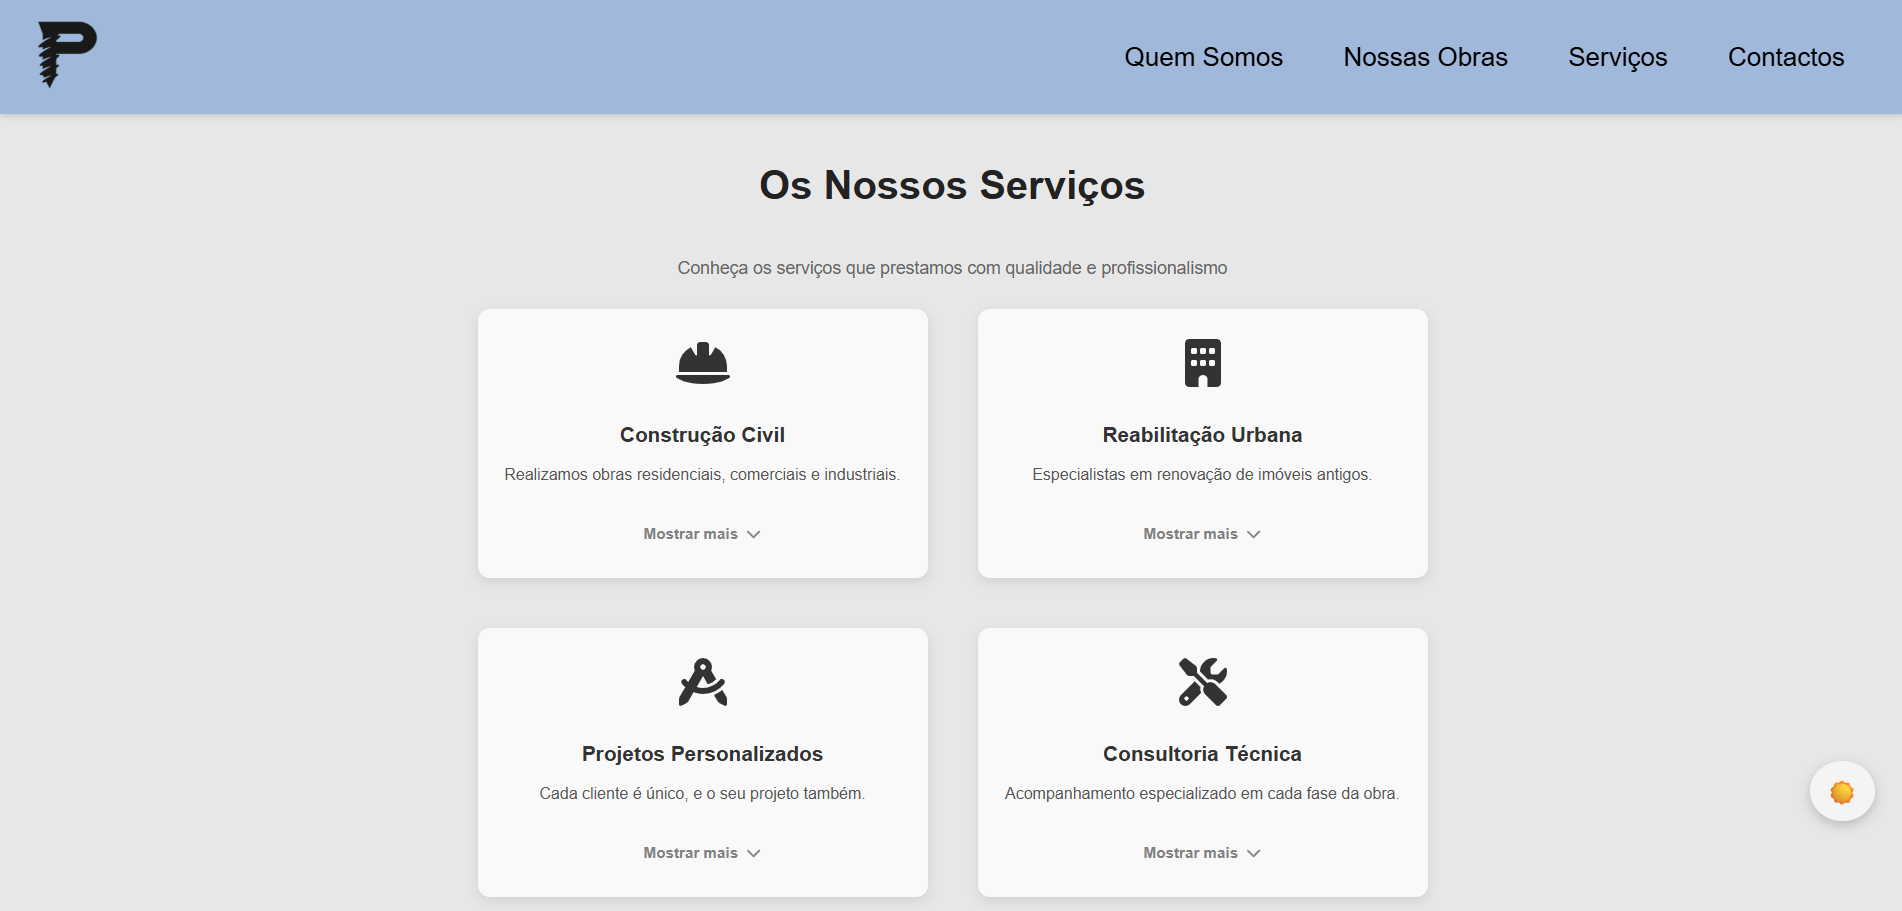 P
Quem Somos Nossas Obras Serviços Contactos
Os Nossos Serviços
Conheça os serviços que prestamos com qualidade e profissionalismo
Construção Civil
Realizamos obras residenciais, comerciais e industriais.
Mostrar mais
Reabilitação Urbana
Especialistas em renovação de imóveis antigos.
Mostrar mais
Projetos Personalizados
Cada cliente é único, e o seu projeto também.
Mostrar mais
Consultoria Técnica
Acompanhamento especializado em cada fase da obra.
Mostrar mais